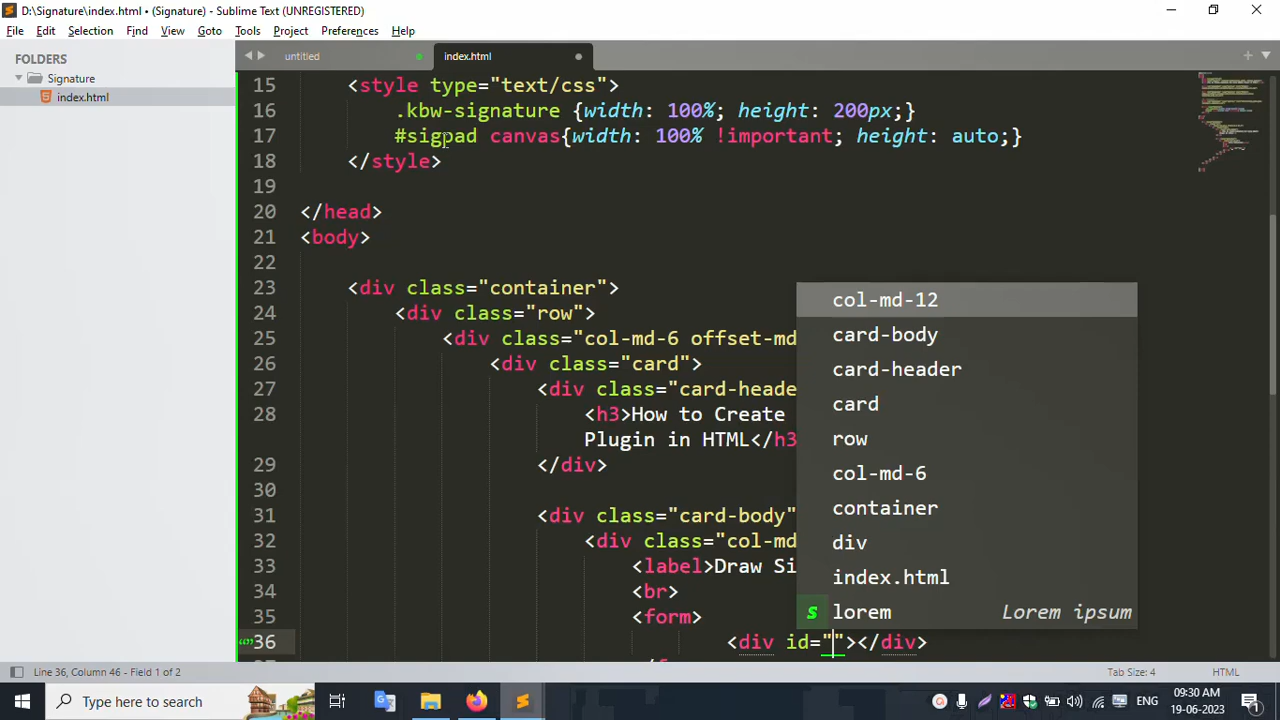 D:\Signature\index.html • (Signature) - Sublime Text (UNREGISTERED)
File Edit Selection Find View Goto Tools Project Preferences Help
FOLDERS
Signature
index.html
untitled
index.html
15 <style type="text/css">
16 .kbw-signature {width: 100%; height: 200px;}
17 #sigpad canvas{width: 100% !important; height: auto;}
18 </style>
19
20 </head>
21 <body>
22
23 <div class="container">
24 <div class="row">
25 <div class="col-md-6 offset-md
26 <div class="card">
27 <div class="card-heade
28 <h3>How to Create
Plugin in HTML</h3
29 </div>
30
31 <div class="card-body"
32 <div class="col-md
33 <label>Draw Si
34 <br>
35 <form>
36 <div id=""></div>
col-md-12
card-body
card-header
card
row
col-md-6
container
div
index.html
s lorem Lorem ipsum
Line 36, Column 46 - Field 1 of 2
Tab Size: 4
HTML
Type here to search
ENG
09:30 AM
19-06-2023